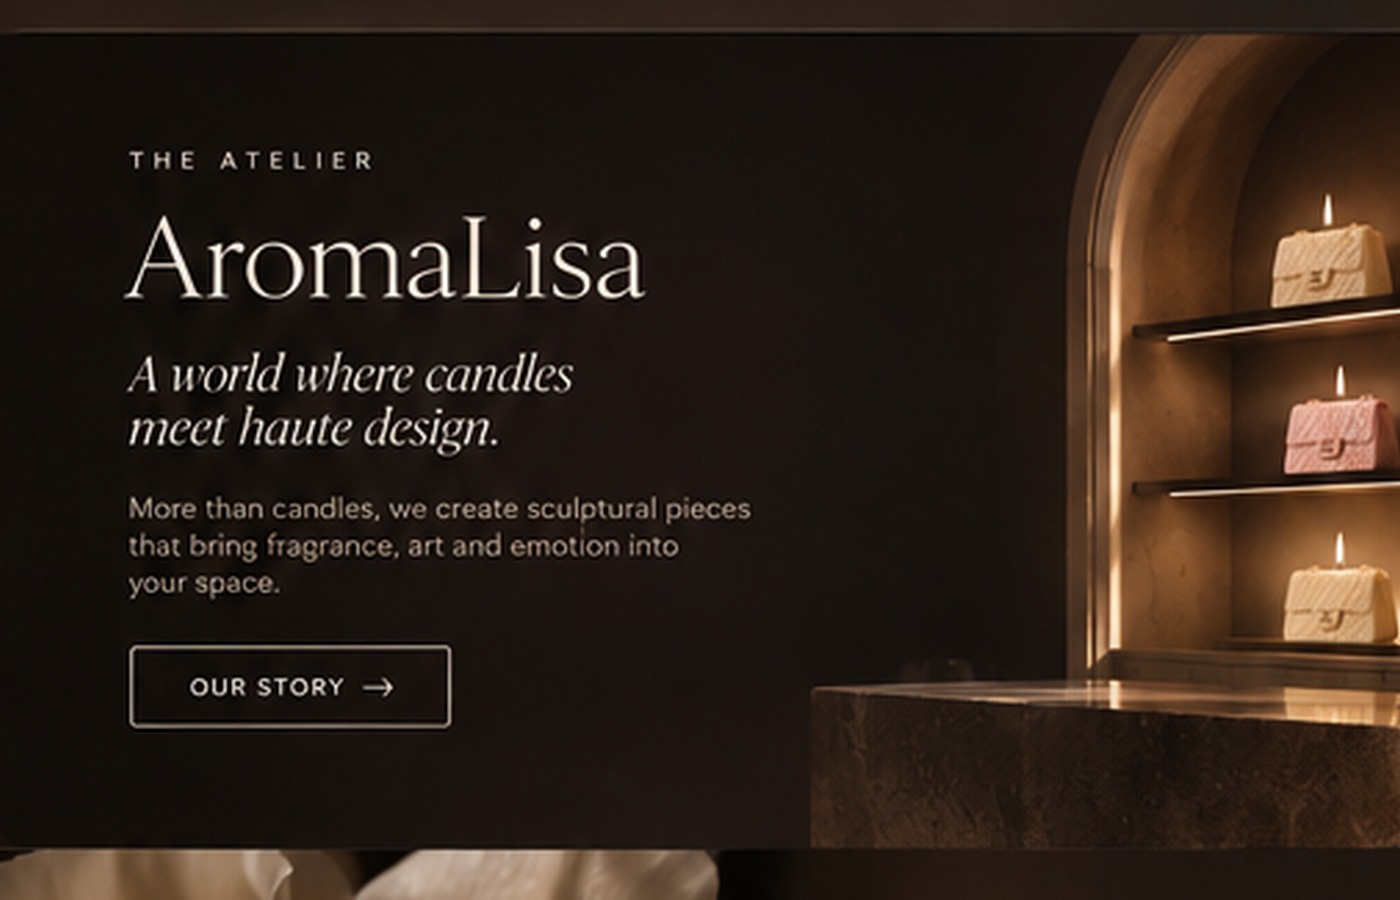 THE ATELIER
AromaLisa
A world where candles
meet haute design.
More than candles, we create sculptural pieces
that bring fragrance, art and emotion into
your space.
OUR STORY →